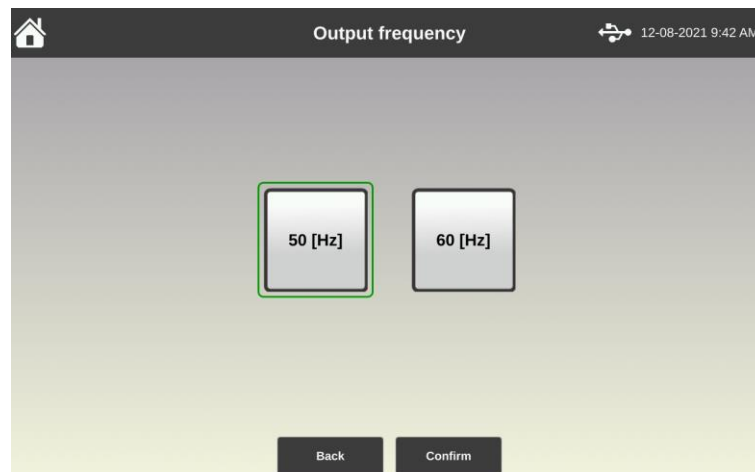 Output frequency
12-08-2021 9:42 AM
50 [Hz]
60 [Hz]
Back
Confirm